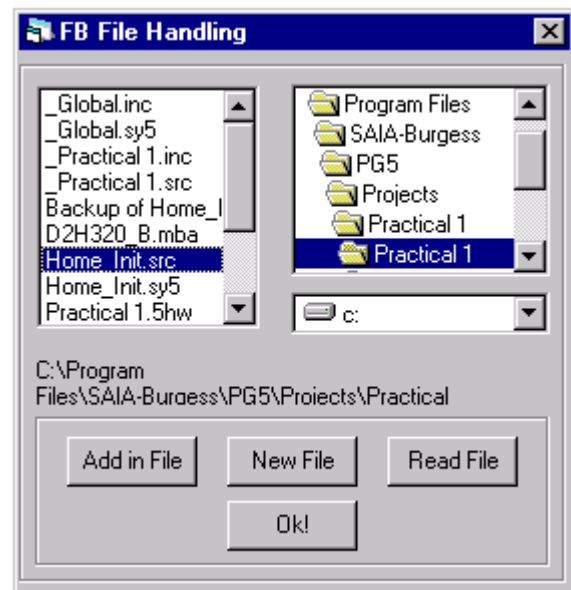 FB File Handling
_Global.inc
_Global.sy5
_Practical 1.inc
_Practical 1.src
Backup of Home_I
D2H320_B.mba
Home_Init.src
Home_Init.sy5
Practical 1.5hw
Program Files
SAIA-Burgess
PG5
Projects
Practical 1
Practical 1
c:
C:\Program
Files\SAIA-Burgess\PG5\Projects\Practical
Add in File
New File
Read File
Ok!